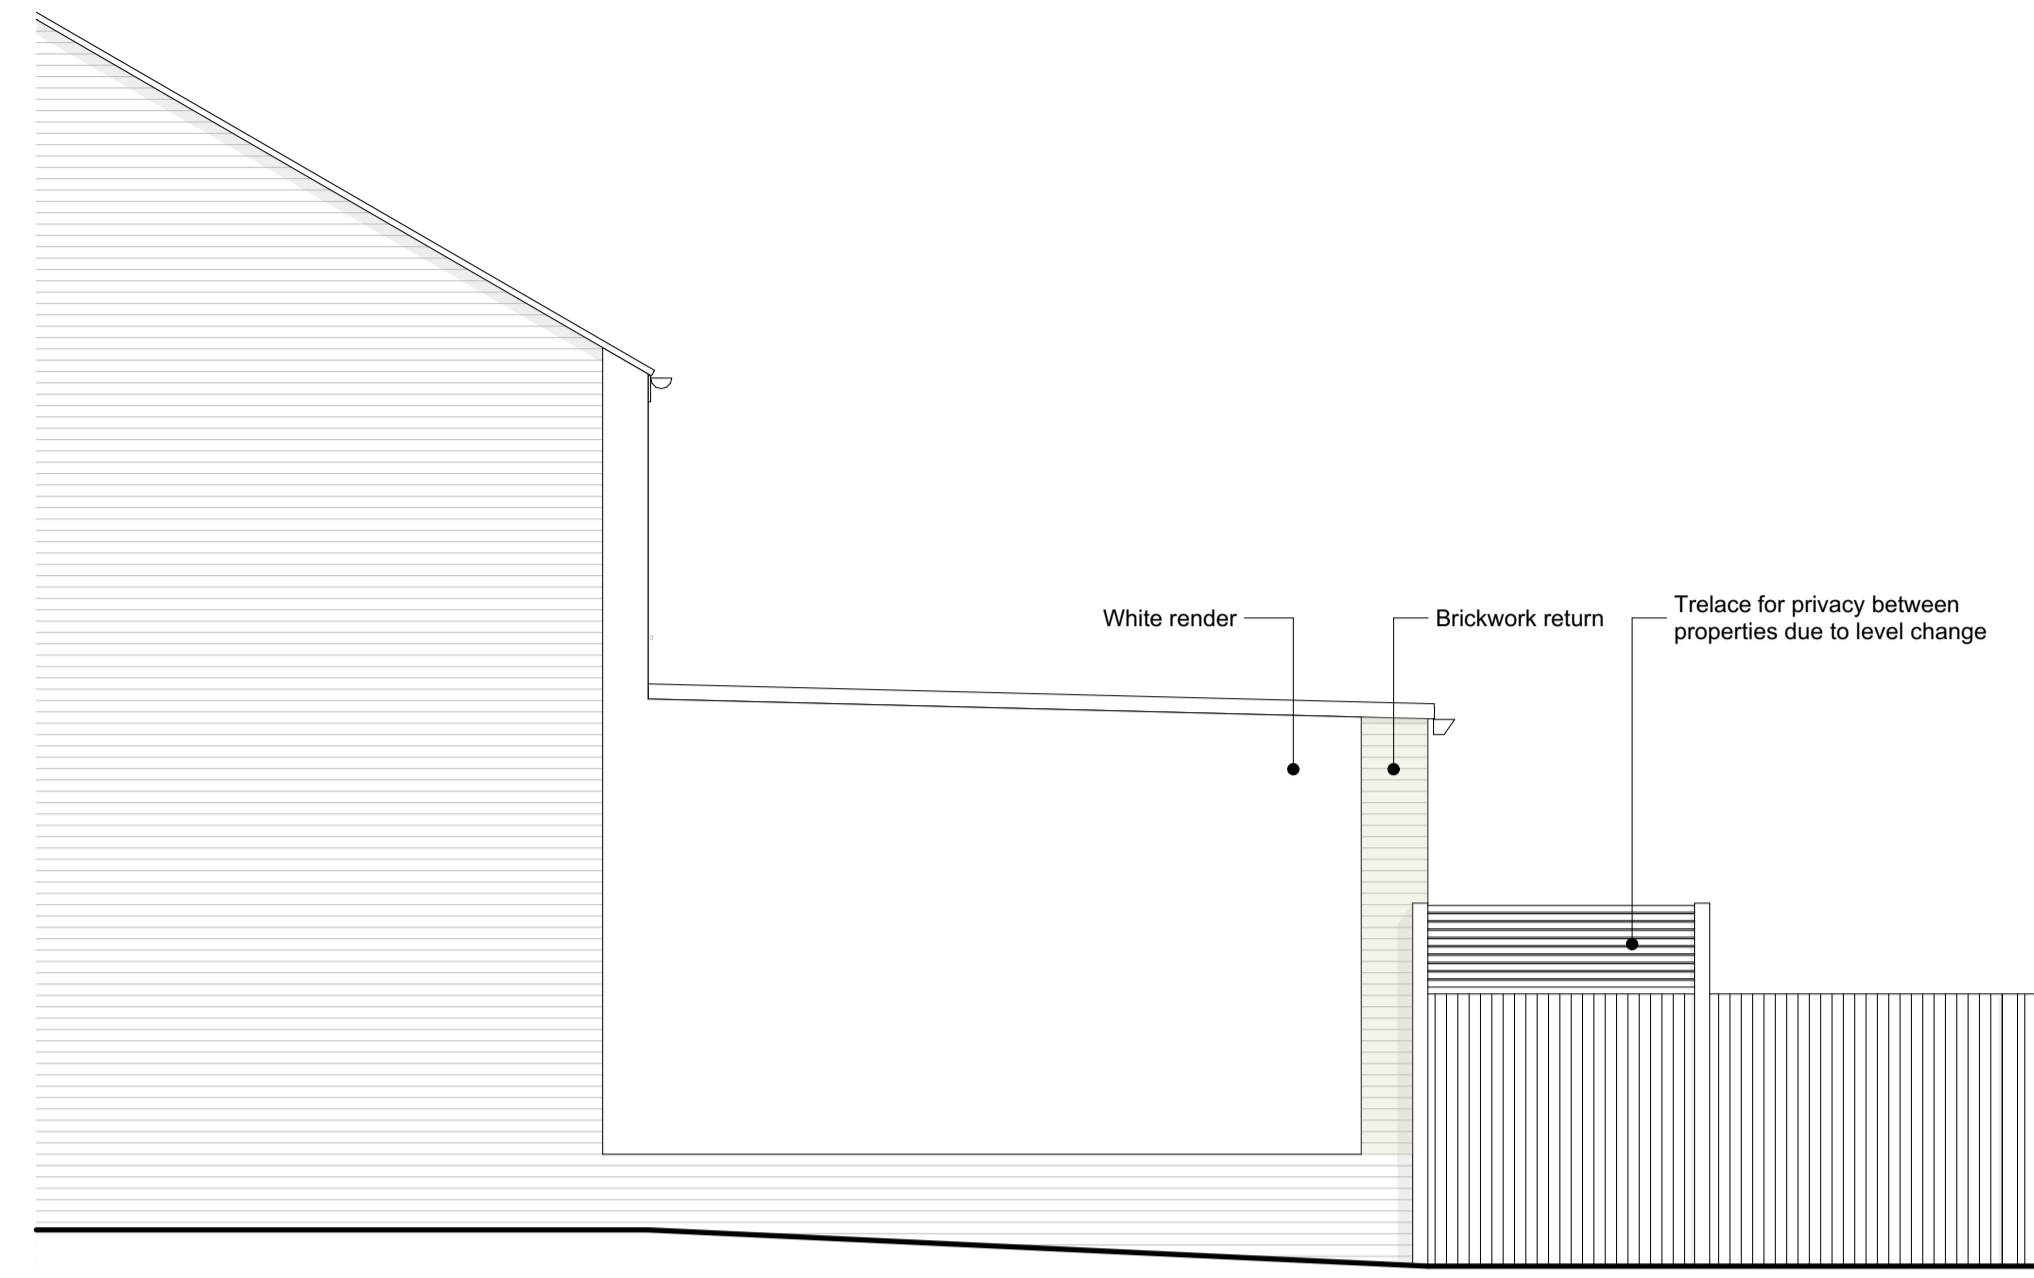 White render
Brickwork return
Trelace for privacy between
properties due to level change